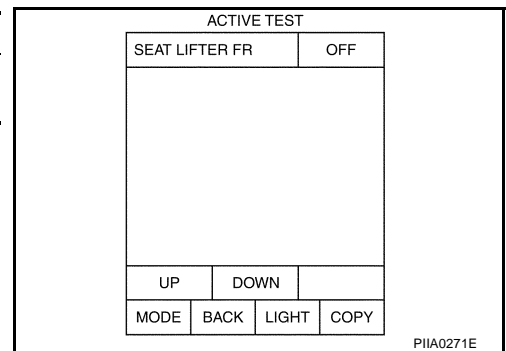 ACTIVE TEST
SEAT LIFTER FR OFF
UP DOWN
MODE BACK LIGHT COPY
PIIA0271E